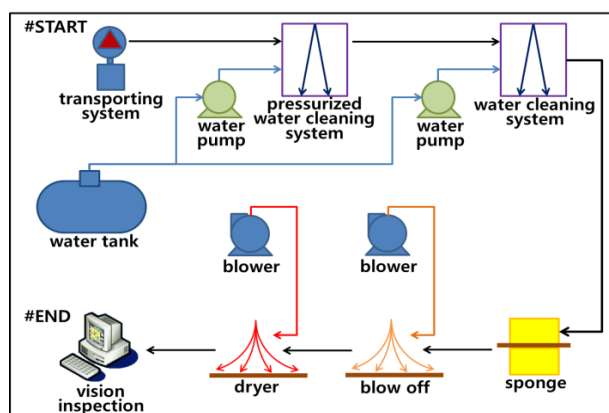 #START
transporting
system
water
pump
pressurized
water cleaning
system
water
pump
water cleaning
system
water tank
blower
blower
#END
vision
inspection
dryer
blow off
sponge